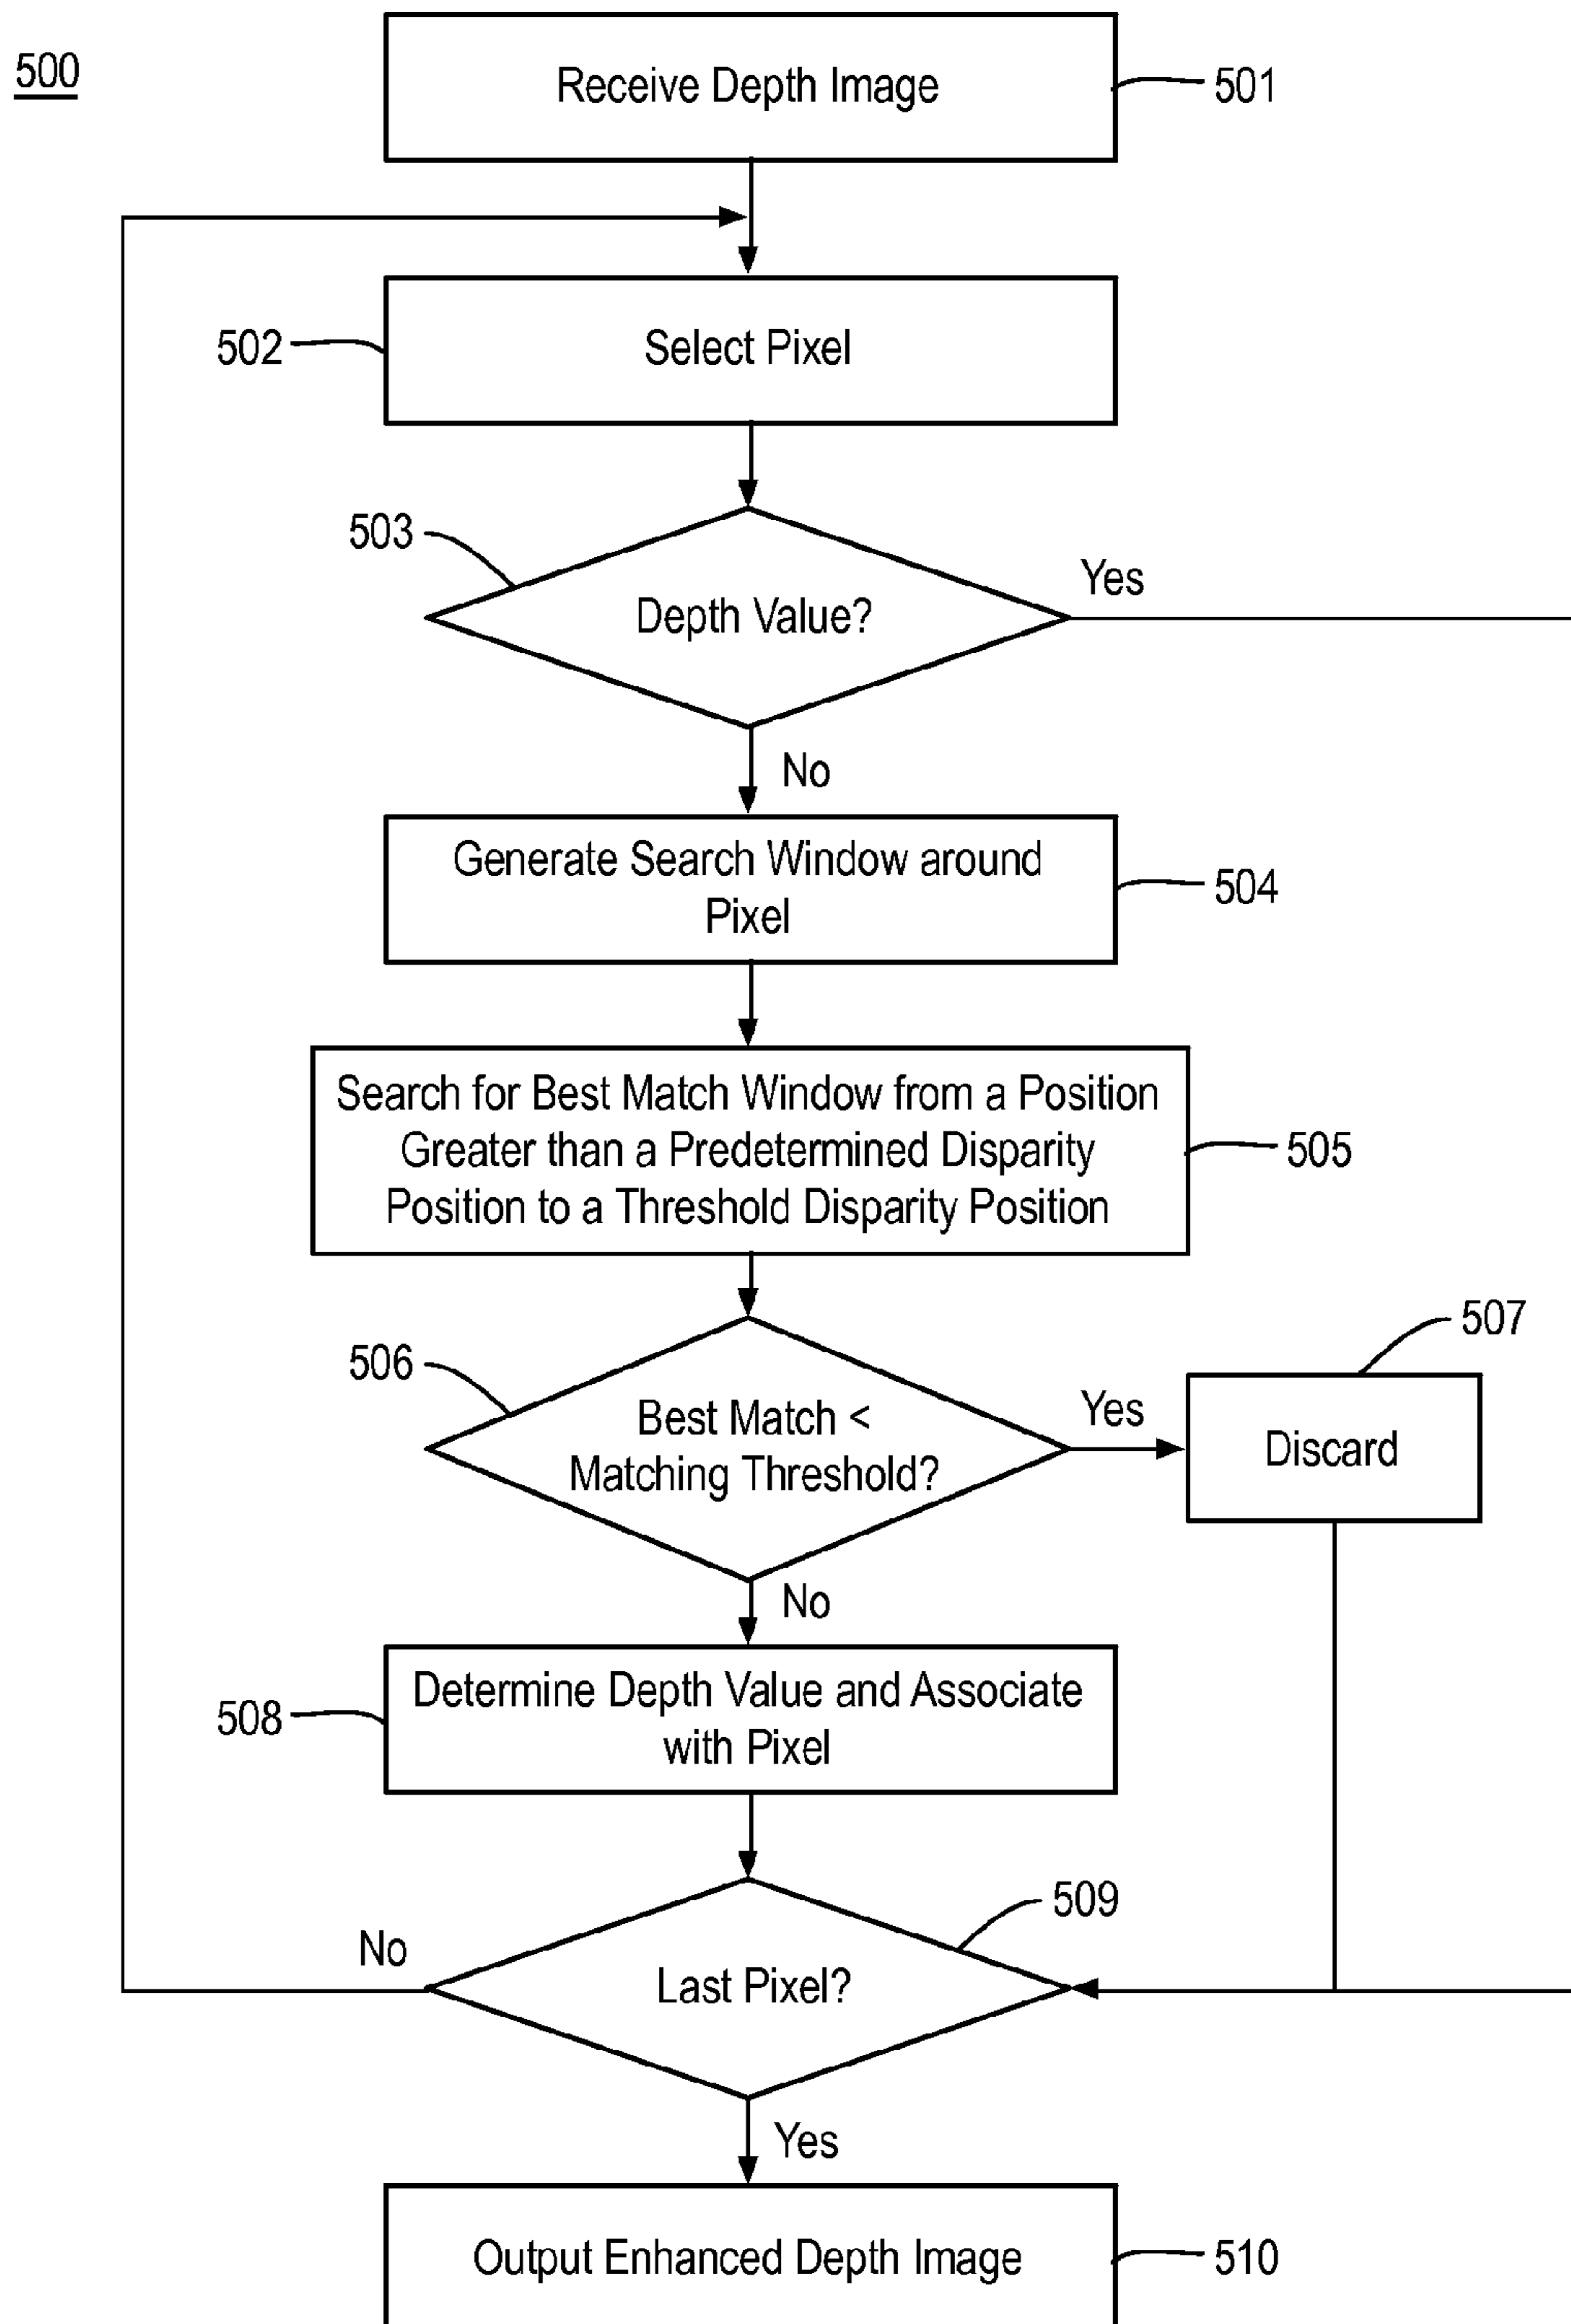 500
Receive Depth Image
501
502
Select Pixel
503
Depth Value?
Yes
No
Generate Search Window around
Pixel
504
Search for Best Match Window from a Position
Greater than a Predetermined Disparity
Position to a Threshold Disparity Position
505
506
Best Match <
Matching Threshold?
Yes
507
Discard
No
508
Determine Depth Value and Associate
with Pixel
509
No
Last Pixel?
Yes
Output Enhanced Depth Image
510